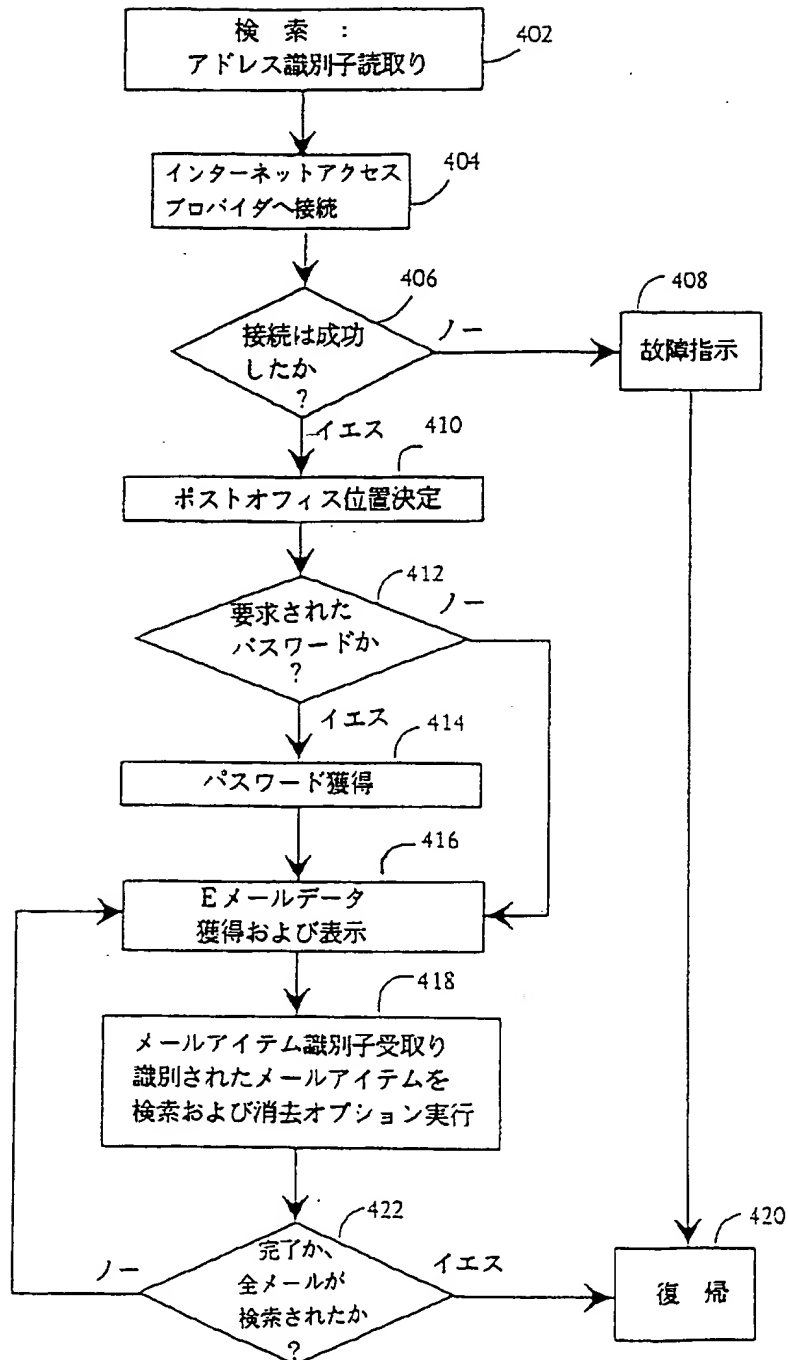 検 索 :
アドレス識別子読取り
402
インターネットアクセス
プロバイダへ接続
404
406
接続は成功
したか
?
ノー
408
故障指示
イエス
410
ポストオフィス位置決定
412
要求された
パスワードか
?
ノー
イエス
414
パスワード獲得
416
Eメールデータ
獲得および表示
418
メールアイテム識別子受取り
識別されたメールアイテムを
検索および消去オプション実行
422
完了か、
全メールが
検索されたか
?
ノー
イエス
420
復 帰